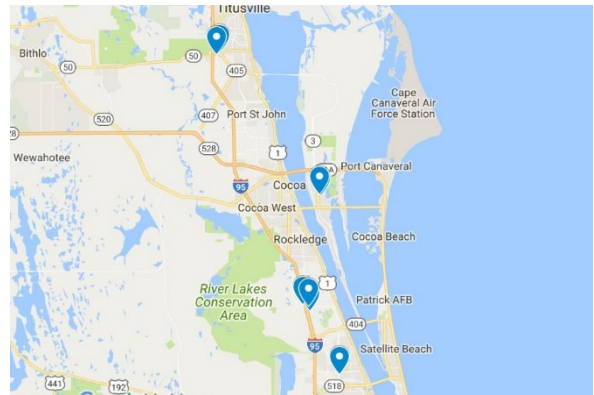 Titusville
Bithlo
50
50
405
520
407
Port St John
Cape
Canaveral Air
Force Station
528
Wewahotee
1
3
A
Port Canaveral
95
Cocoa
Cocoa West
Rockledge
Cocoa Beach
River Lakes
Conservation
Area
1
Patrick AFB
404
95
Satellite Beach
441
192
518